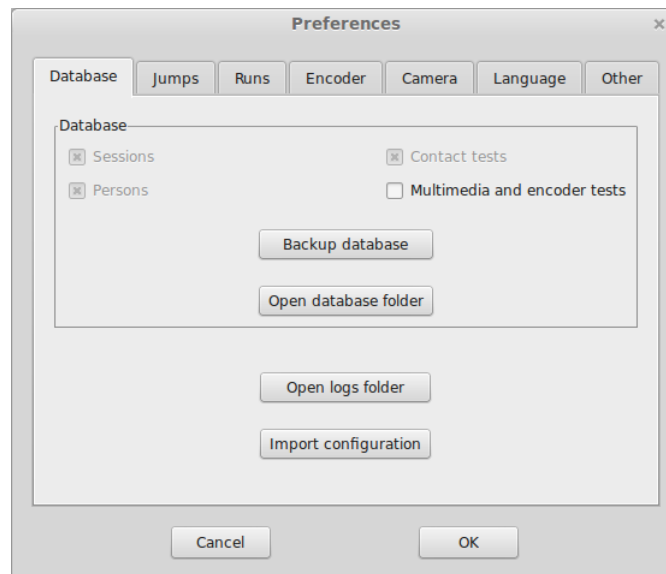 Preferences
Database Jumps Runs Encoder Camera Language Other
Database
Sessions Contact tests
Persons Multimedia and encoder tests
Backup database
Open database folder
Open logs folder
Import configuration
Cancel OK